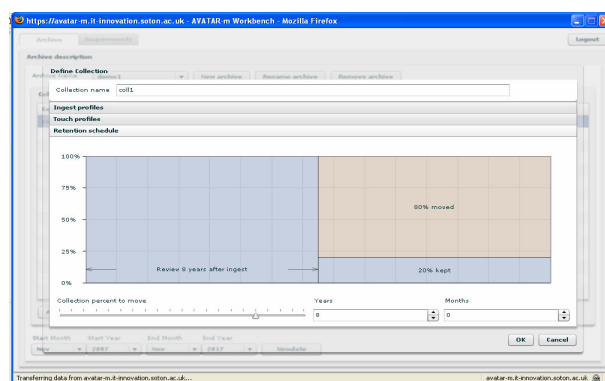 https://avatar-m.it-innovation.soton.ac.uk - AVATAR-m Workbench - Mozilla Firefox
Archive
Requirements
Logout
Archive description
Archive name
demo1
New archive
Rename archive
Remove archive
Define Collection
Collection name
coll1
Ingest profiles
Touch profiles
Retention schedule
100%
75%
50%
25%
0%
80% moved
Review 8 years after ingest
20% kept
Collection percent to move
Years
Months
8
0
OK
Cancel
Start Month
Start Year
End Month
End Year
Nov
2007
Nov
2017
Simulate
Transferring data from avatar-m.it-innovation.soton.ac.uk...
avatar-m.it-innovation.soton.ac.uk